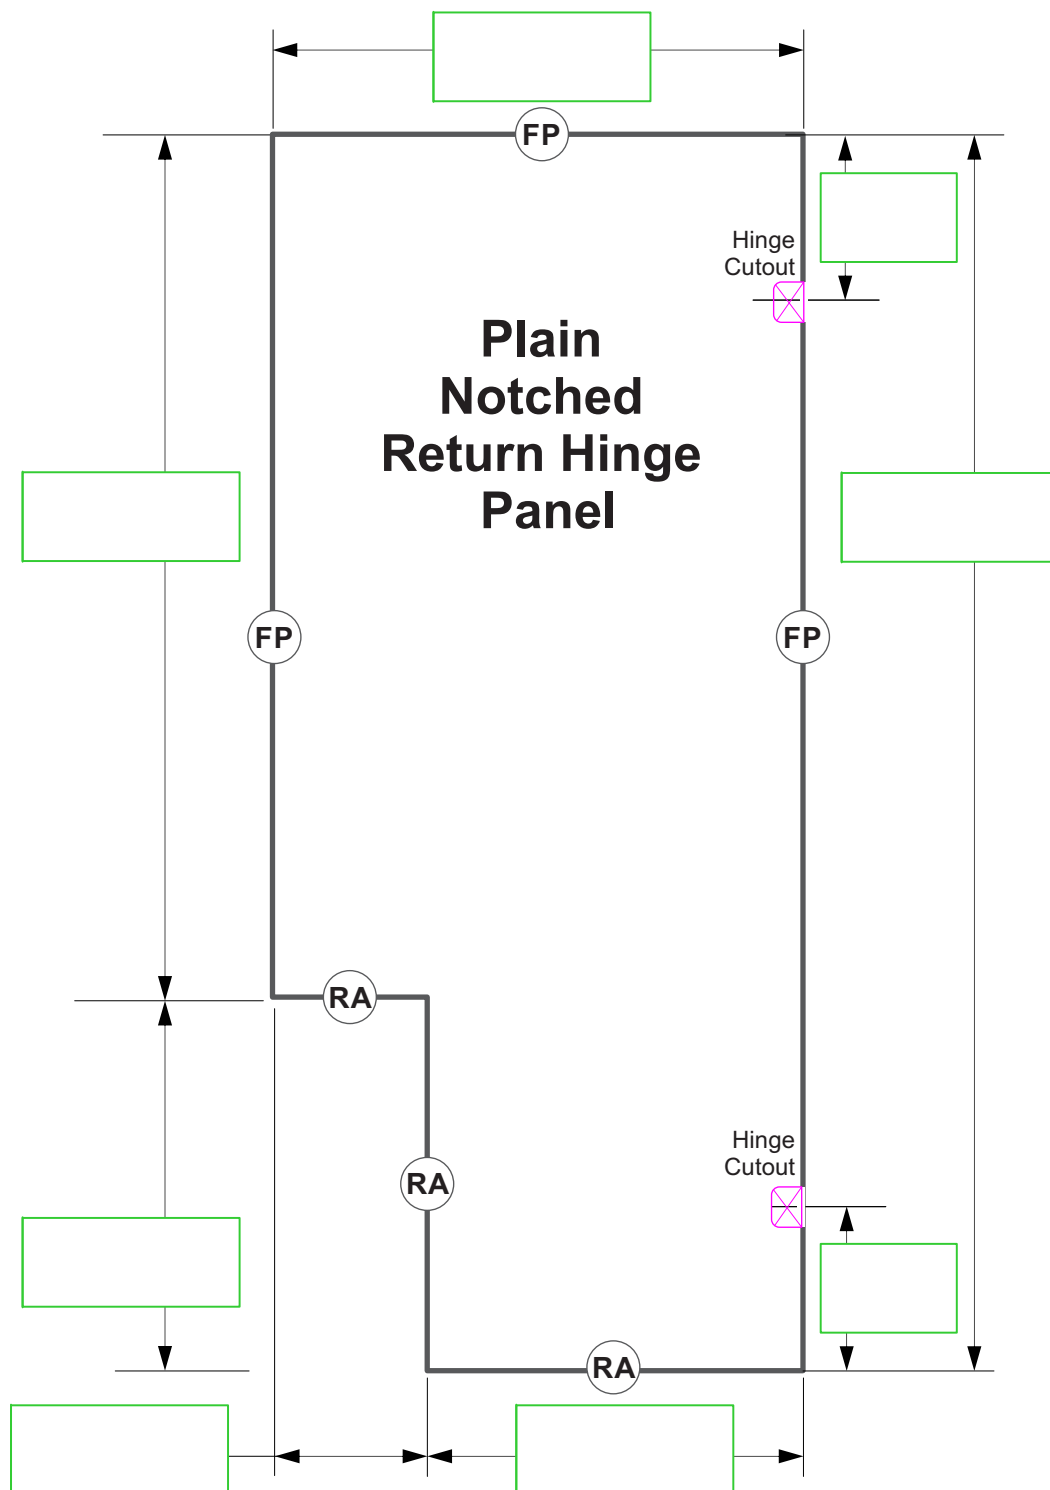 FP
Hinge
Cutout
Plain
Notched
Return Hinge
Panel
FP
FP
RA
Hinge
Cutout
RA
RA